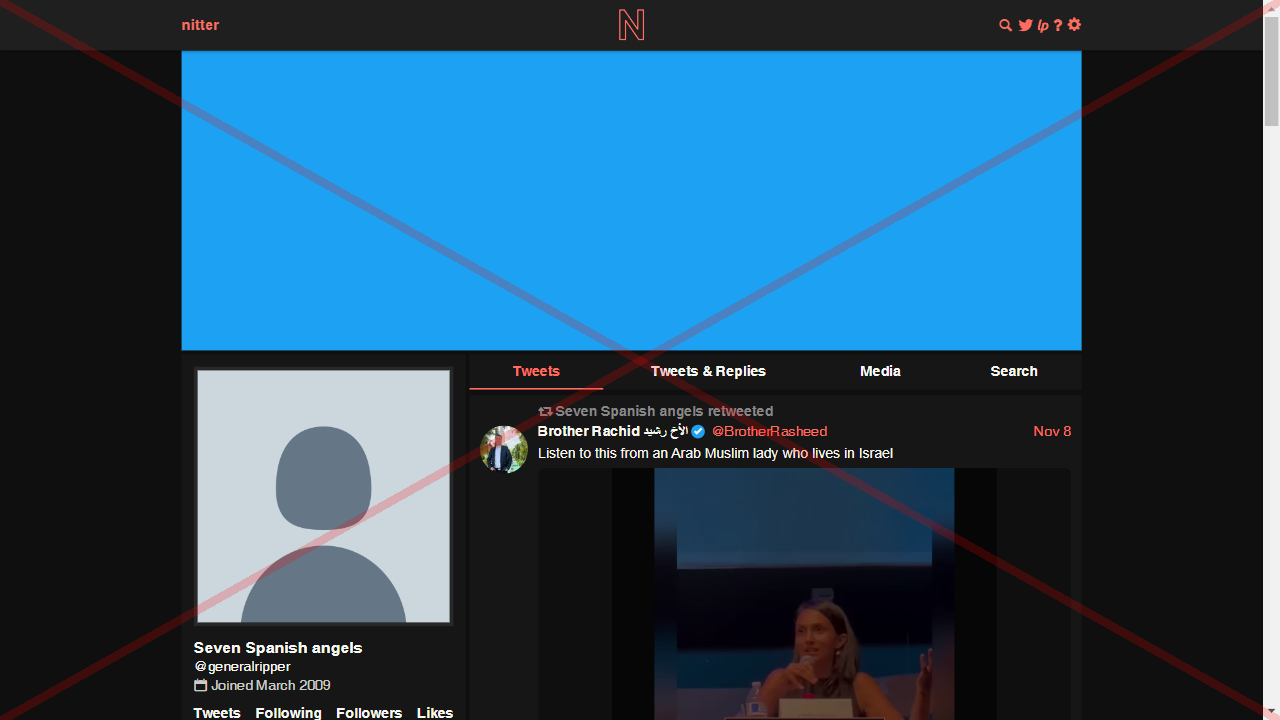 nitter
N
lp ?
Tweets Tweets & Replies Media Search
Seven Spanish angels retweeted
Brother Rachid الأخ رشيد @BrotherRasheed Nov 8
Listen to this from an Arab Muslim lady who lives in Israel
Seven Spanish angels
@generalripper
Joined March 2009
Tweets Following Followers Likes